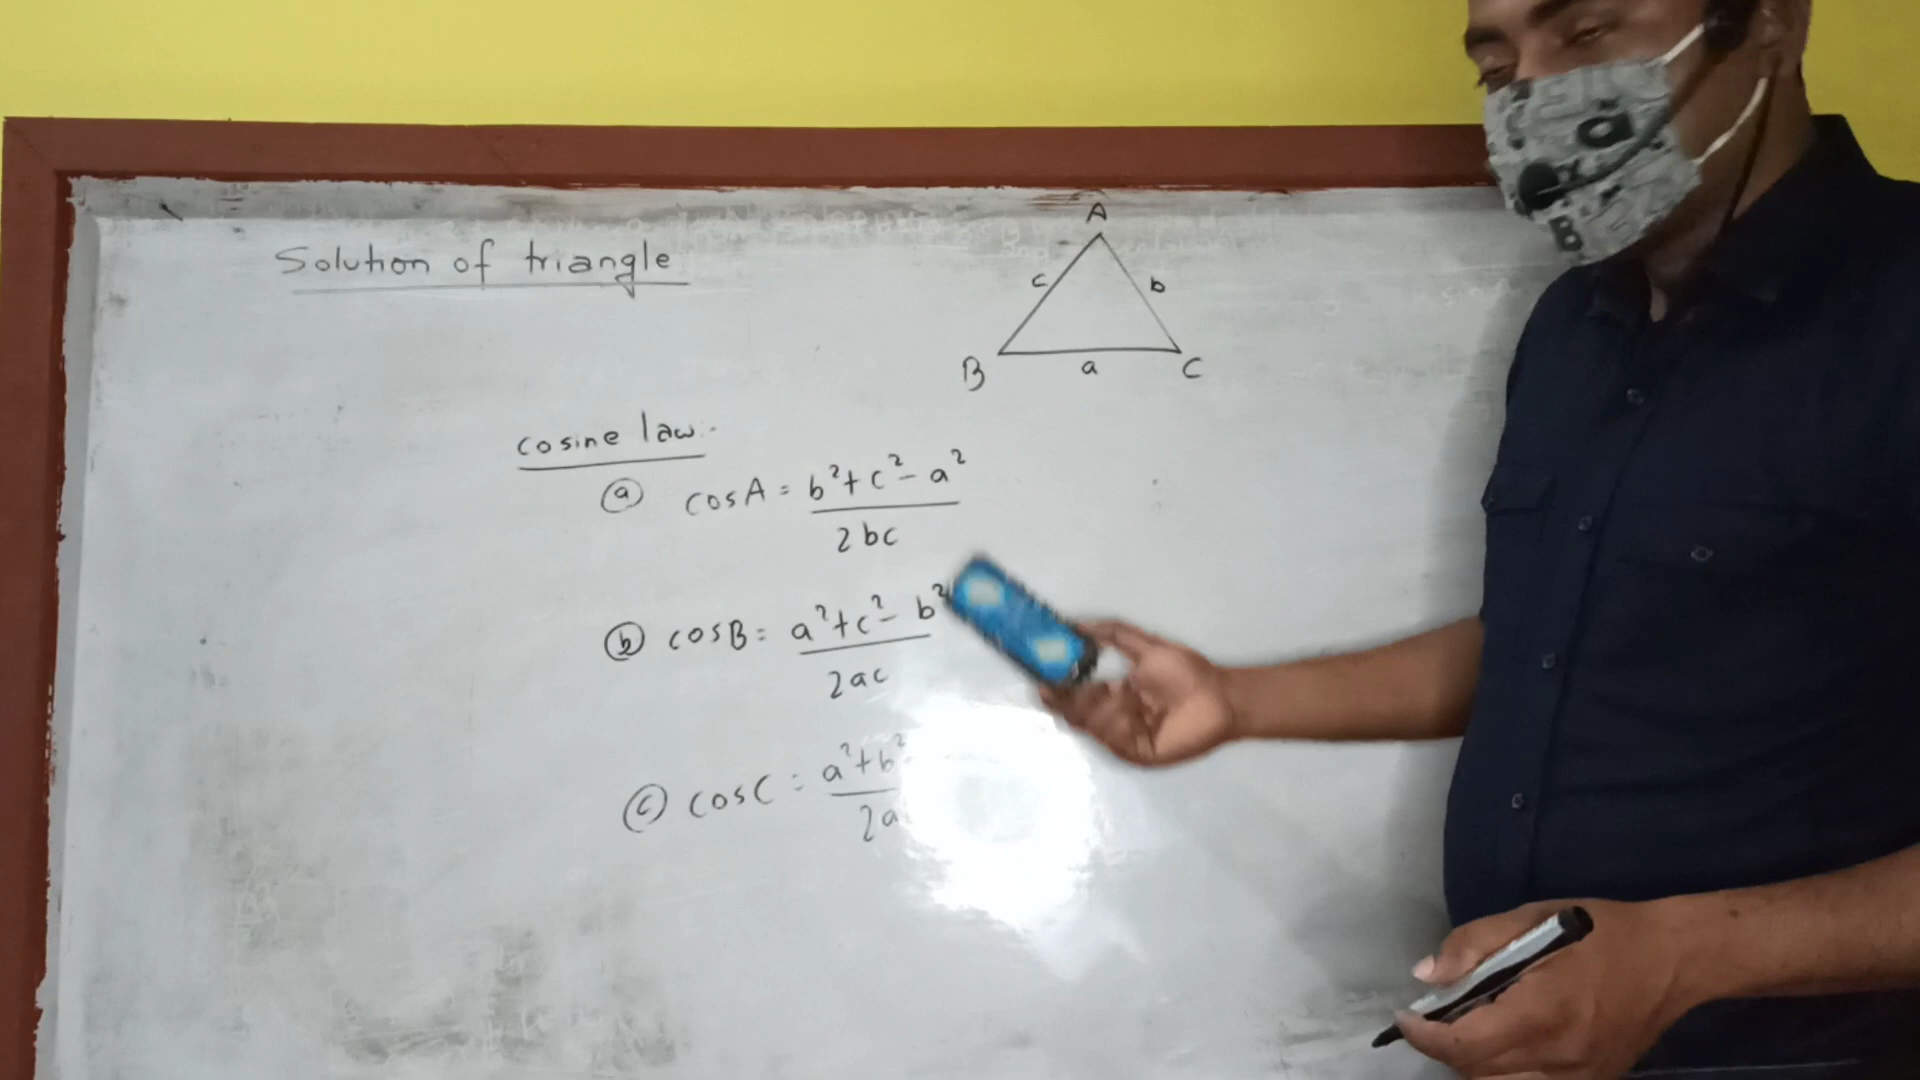 Solution of triangle
A
c b
B a C
cosine law:-
(a) cosA = b²+c²-a²
2bc
(b) cosB = a²+c²-b²
2ac
(c) cosC = a²+b²
2a